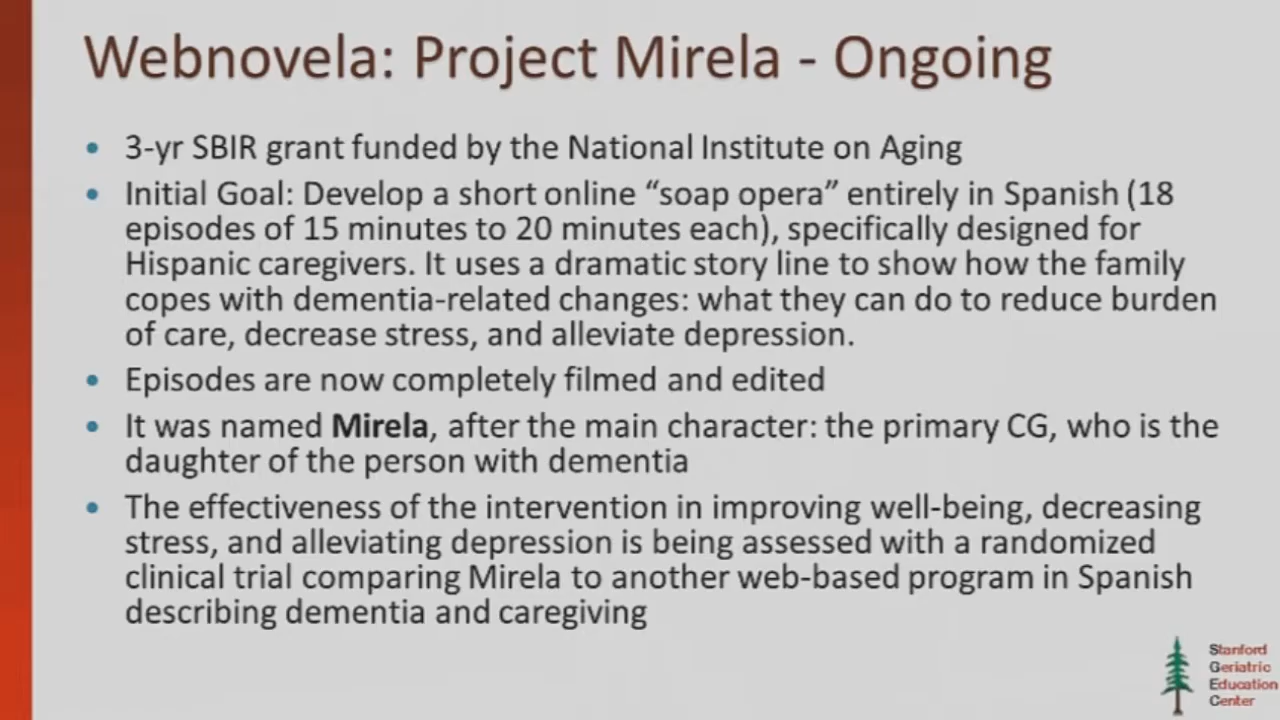 Webnovela: Project Mirela - Ongoing
• 3-yr SBIR grant funded by the National Institute on Aging
• Initial Goal: Develop a short online “soap opera” entirely in Spanish (18
episodes of 15 minutes to 20 minutes each), specifically designed for
Hispanic caregivers. It uses a dramatic story line to show how the family
copes with dementia-related changes: what they can do to reduce burden
of care, decrease stress, and alleviate depression.
• Episodes are now completely filmed and edited
• It was named Mirela, after the main character: the primary CG, who is the
daughter of the person with dementia
• The effectiveness of the intervention in improving well-being, decreasing
stress, and alleviating depression is being assessed with a randomized
clinical trial comparing Mirela to another web-based program in Spanish
describing dementia and caregiving
Stanford
Geriatric
Education
Center